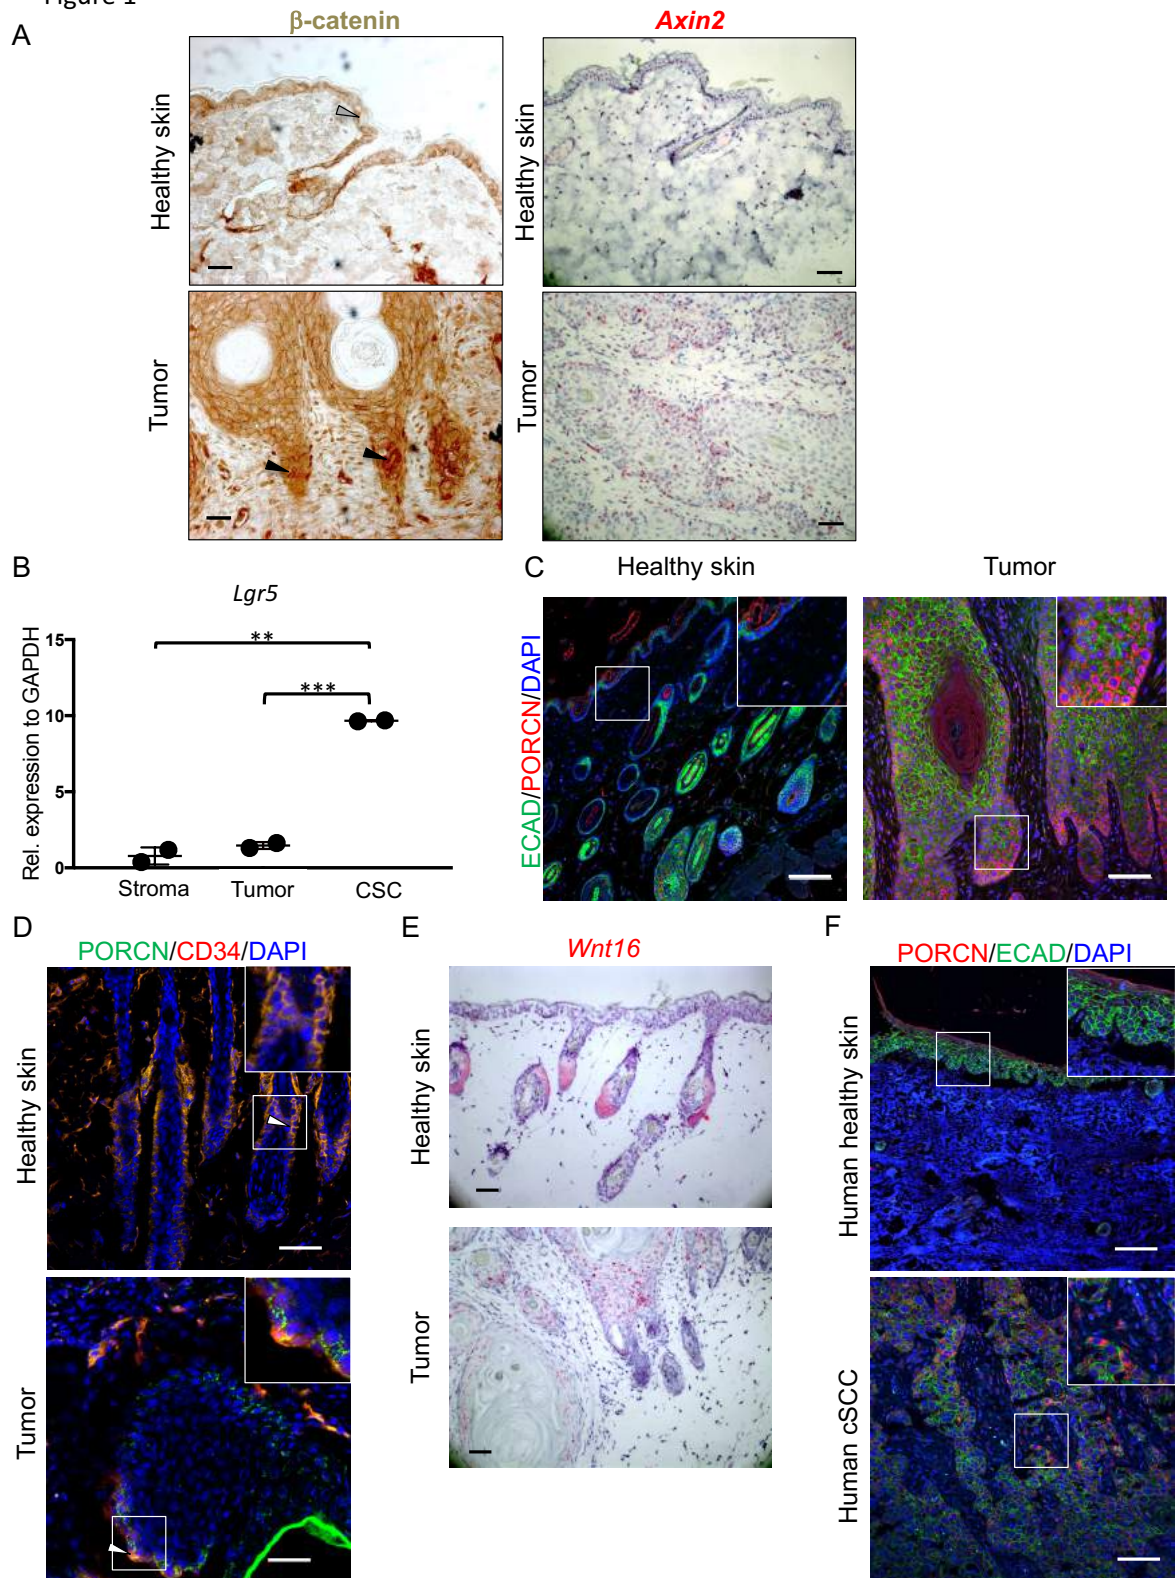 Figure 1
A
β-catenin
Axin2
Healthy skin
Healthy skin
Tumor
Tumor
B
Lgr5
Rel. expression to GAPDH
15
10
5
0
**
***
Stroma
Tumor
CSC
C
Healthy skin
Tumor
ECAD/PORCN/DAPI
D
PORCN/CD34/DAPI
Healthy skin
Tumor
E
Wnt16
Healthy skin
Tumor
F
PORCN/ECAD/DAPI
Human healthy skin
Human cSCC